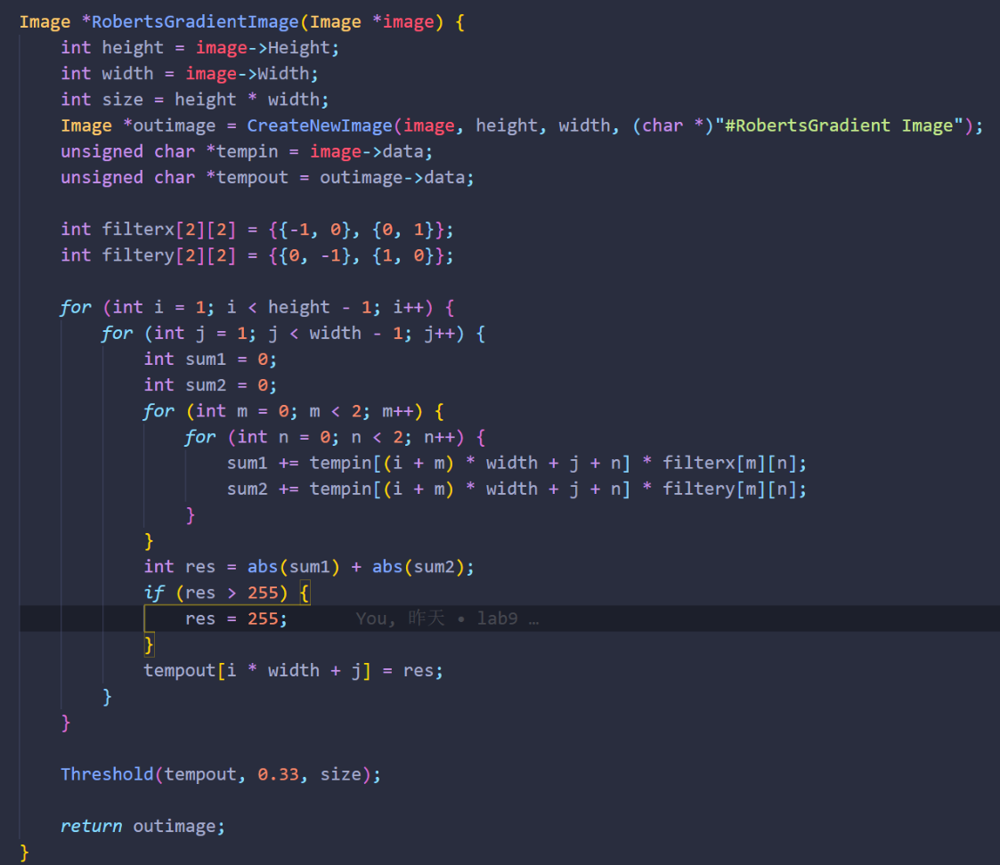 Image *RobertsGradientImage(Image *image) {
    int height = image->Height;
    int width = image->Width;
    int size = height * width;
    Image *outimage = CreateNewImage(image, height, width, (char *)"#RobertsGradient Image");
    unsigned char *tempin = image->data;
    unsigned char *tempout = outimage->data;

    int filterx[2][2] = {{-1, 0}, {0, 1}};
    int filtery[2][2] = {{0, -1}, {1, 0}};

    for (int i = 1; i < height - 1; i++) {
        for (int j = 1; j < width - 1; j++) {
            int sum1 = 0;
            int sum2 = 0;
            for (int m = 0; m < 2; m++) {
                for (int n = 0; n < 2; n++) {
                    sum1 += tempin[(i + m) * width + j + n] * filterx[m][n];
                    sum2 += tempin[(i + m) * width + j + n] * filtery[m][n];
                }
            }
            int res = abs(sum1) + abs(sum2);
            if (res > 255) {
                res = 255;      You, 昨天 • lab9 …
            }
            tempout[i * width + j] = res;
        }
    }

    Threshold(tempout, 0.33, size);

    return outimage;
}